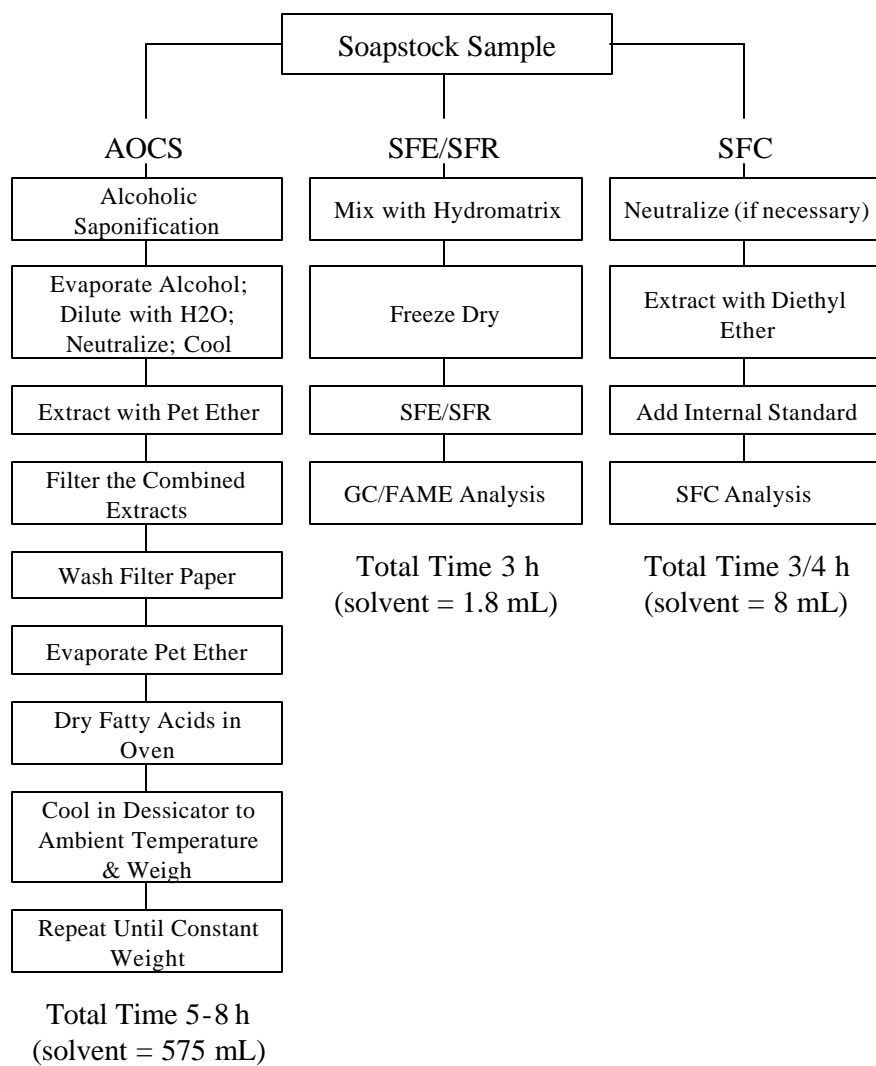 Soapstock Sample
AOCS
Alcoholic
Saponification
Evaporate Alcohol;
Dilute with H2O;
Neutralize; Cool
Extract with Pet Ether
Filter the Combined
Extracts
Wash Filter Paper
Evaporate Pet Ether
Dry Fatty Acids in
Oven
Cool in Dessicator to
Ambient Temperature
& Weigh
Repeat Until Constant
Weight
Total Time 5-8 h
(solvent = 575 mL)
SFE/SFR
Mix with Hydromatrix
Freeze Dry
SFE/SFR
GC/FAME Analysis
Total Time 3 h
(solvent = 1.8 mL)
SFC
Neutralize (if necessary)
Extract with Diethyl
Ether
Add Internal Standard
SFC Analysis
Total Time 3/4 h
(solvent = 8 mL)